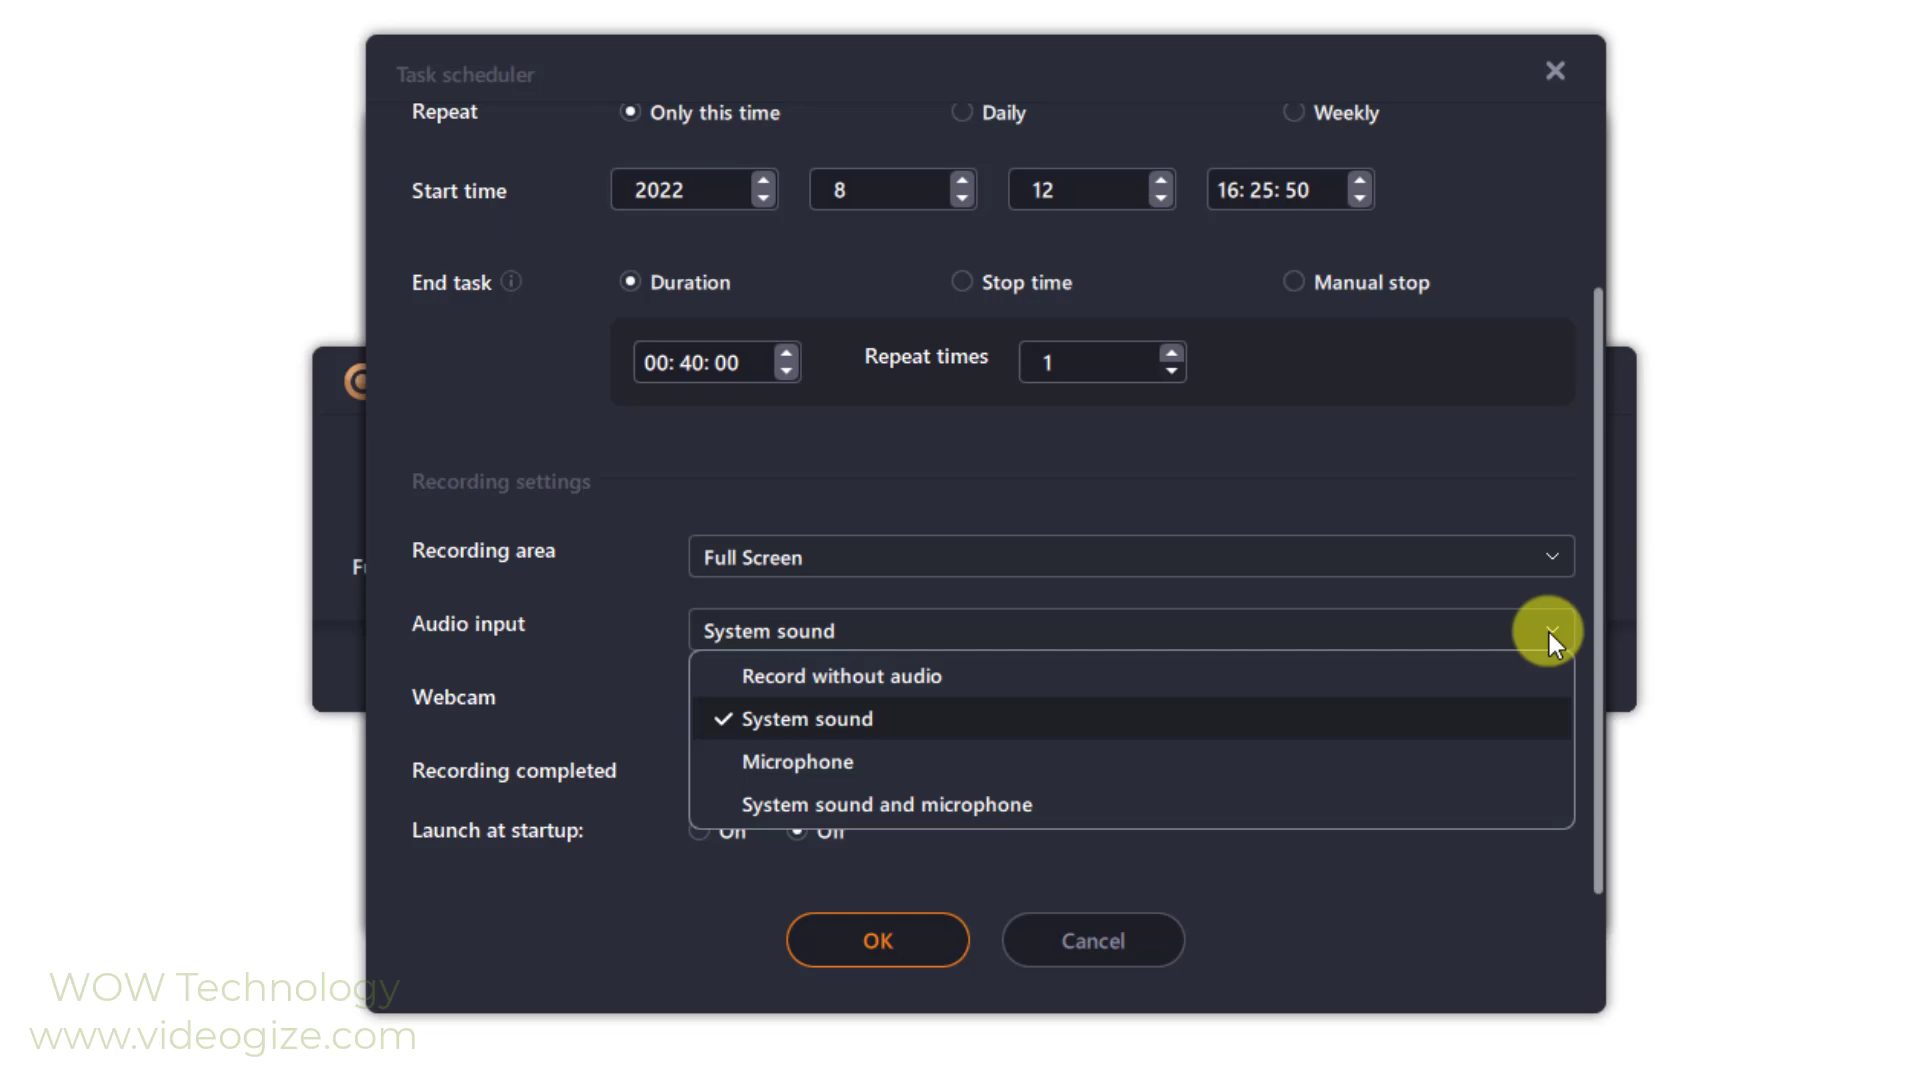 Task scheduler
Repeat Only this time Daily Weekly
Start time 2022 8 12 16: 25: 50
End task Duration Stop time Manual stop
00: 40: 00 Repeat times 1
Recording settings
Recording area Full Screen
Audio input System sound
Record without audio
Webcam
System sound
Microphone
Recording completed
System sound and microphone
Launch at startup: On Off
OK Cancel
WOW Technology
www.videogize.com